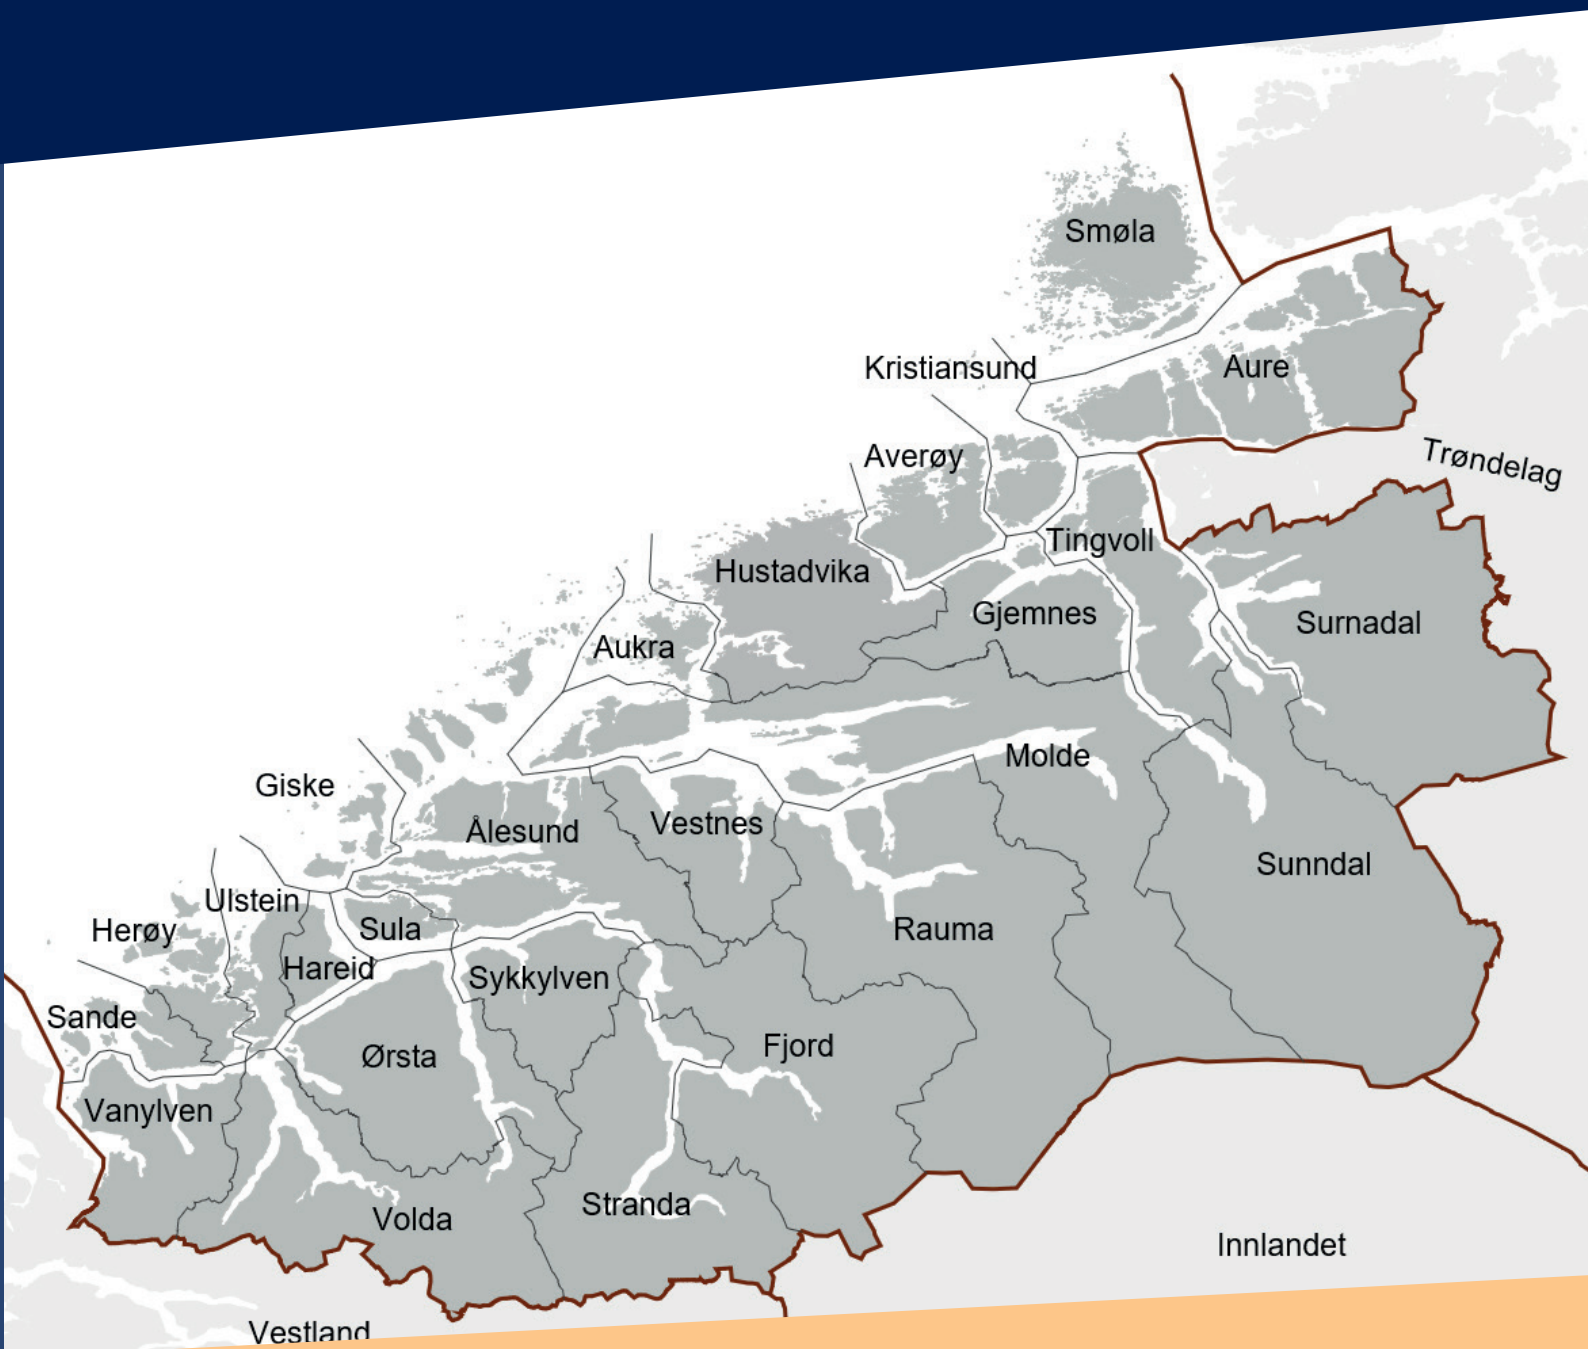 Smøla
Kristiansund
Aure
Averøy
Trøndelag
Tingvoll
Hustadvika
Gjemnes
Surnadal
Aukra
Molde
Giske
Ålesund
Vestnes
Sunndal
Ulstein
Herøy
Sula
Rauma
Hareid
Sykkylven
Sande
Ørsta
Fjord
Vanylven
Stranda
Volda
Innlandet
Vestland